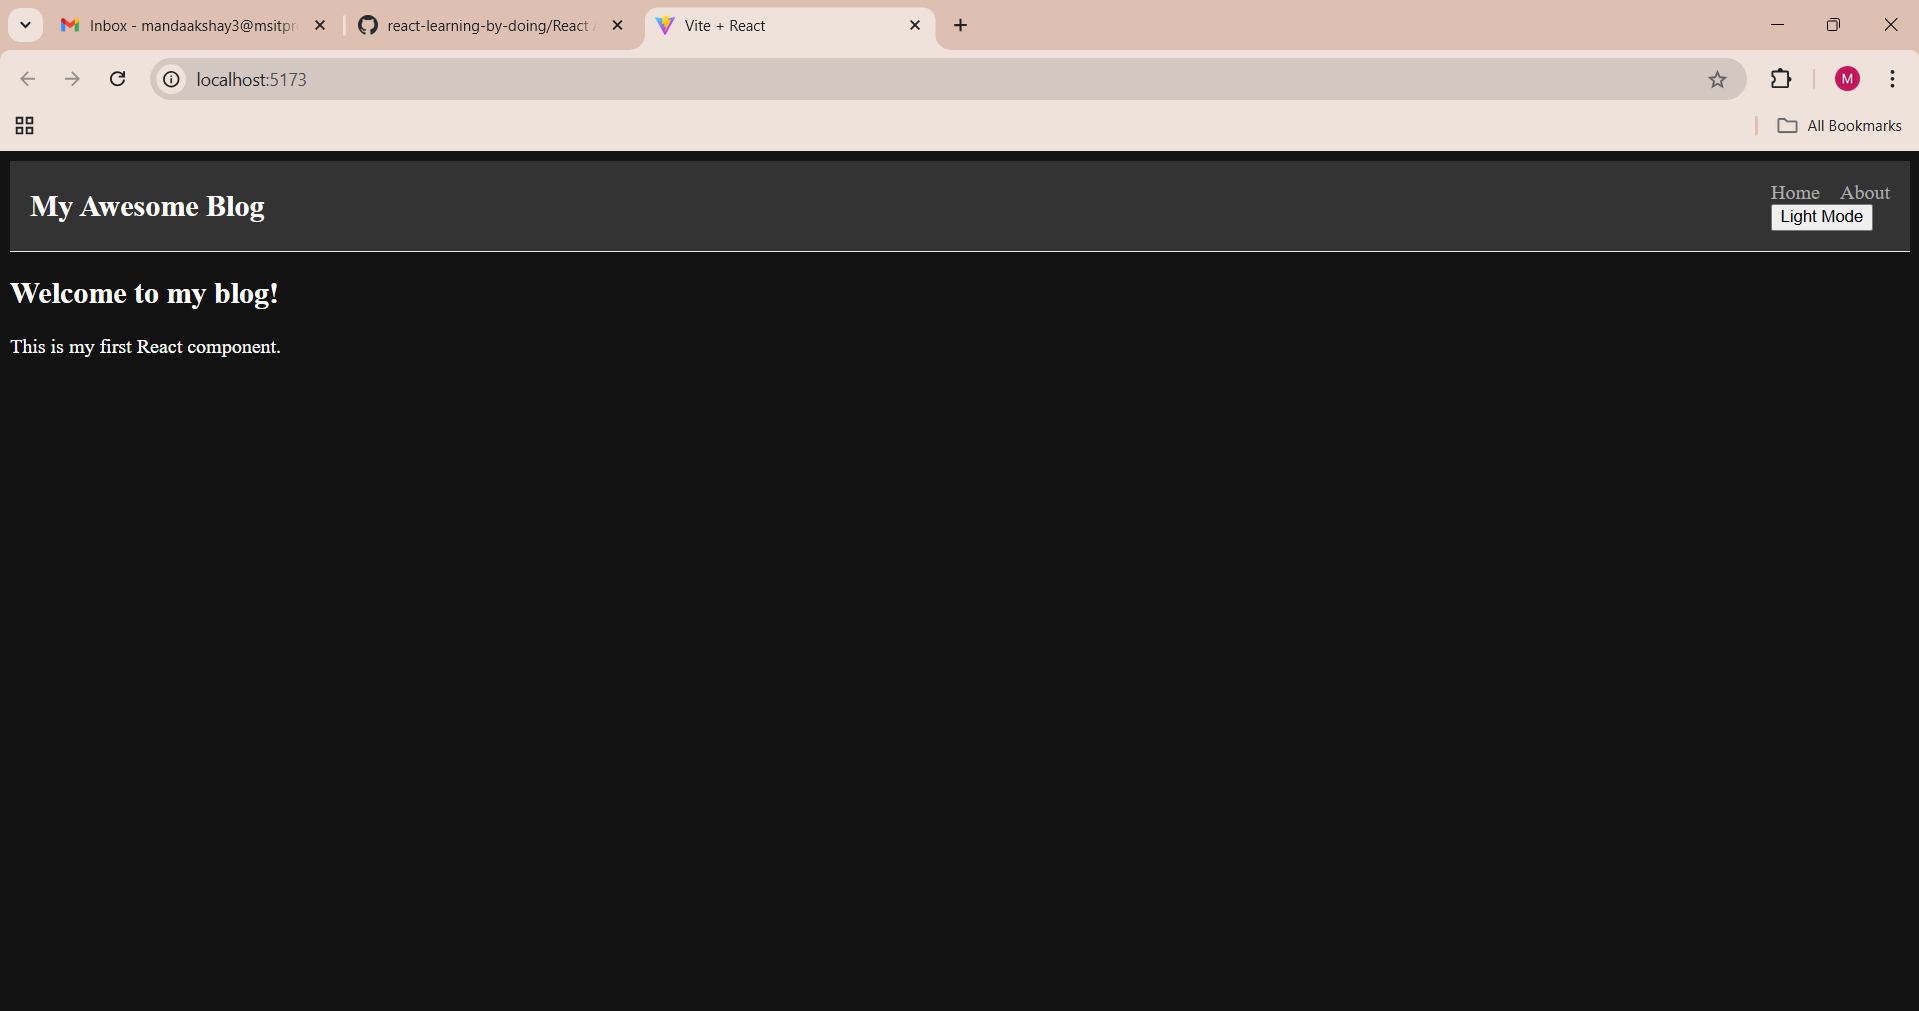 Inbox - mandaakshay3@msitpr
react-learning-by-doing/React
Vite + React
localhost:5173
M
All Bookmarks
My Awesome Blog
Home About
Light Mode
Welcome to my blog!
This is my first React component.